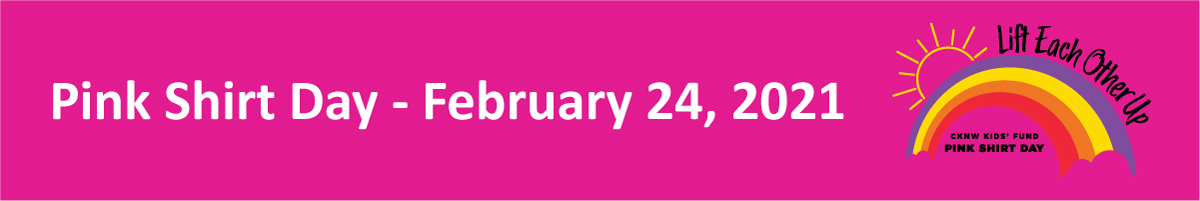 Pink Shirt Day - February 24, 2021
Lift Each Other Up
CKNW KIDS' FUND
PINK SHIRT DAY